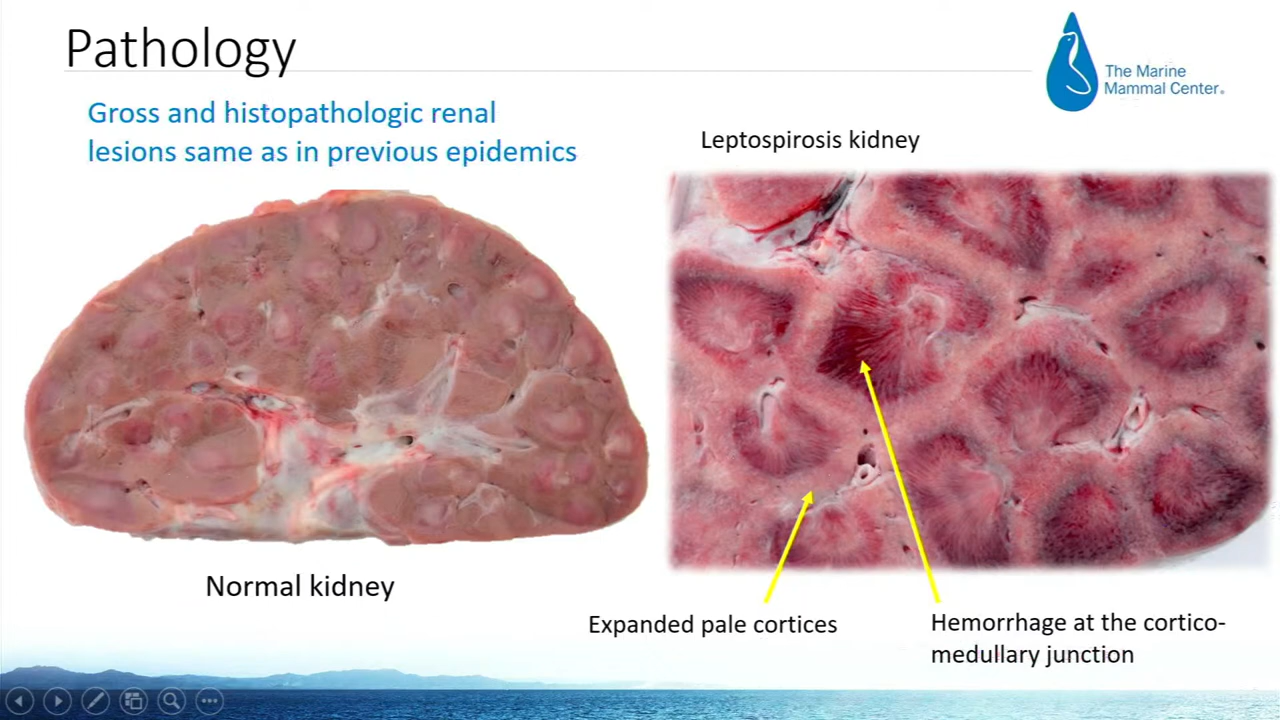 Pathology
The Marine
Mammal Center.
Gross and histopathologic renal
lesions same as in previous epidemics
Leptospirosis kidney
Normal kidney
Expanded pale cortices
Hemorrhage at the cortico-
medullary junction